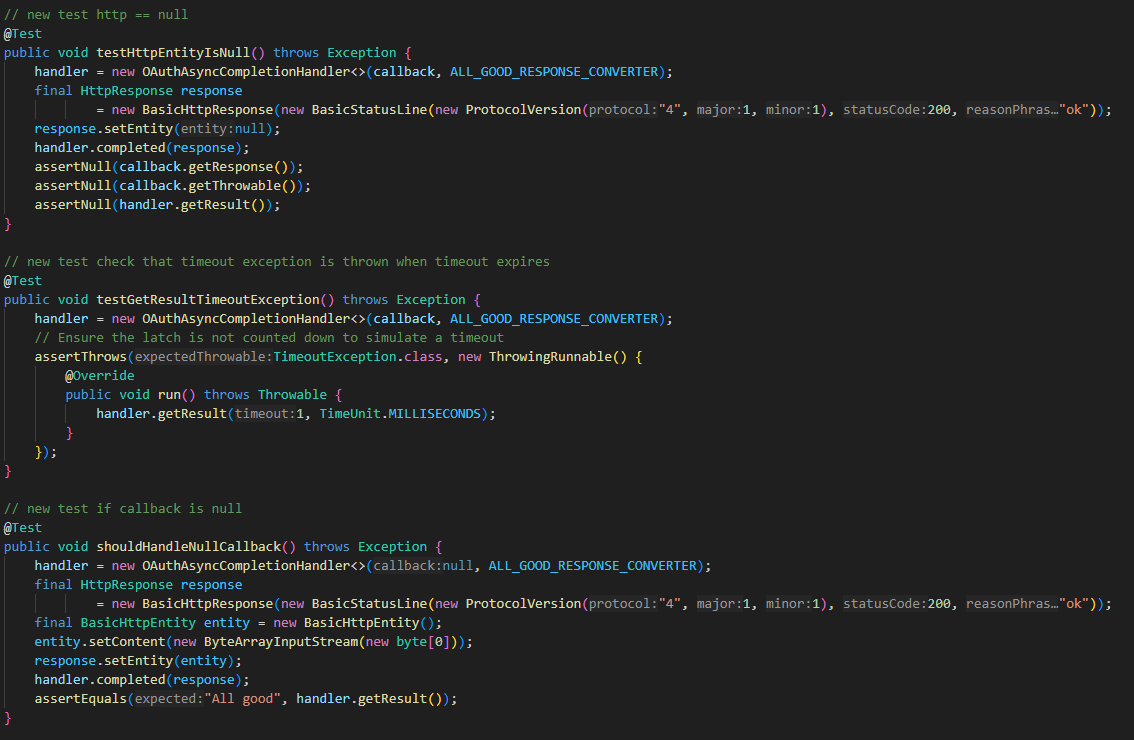 // new test http == null
@Test
public void testHttpEntityIsNull() throws Exception {
    handler = new OAuthAsyncCompletionHandler<>(callback, ALL_GOOD_RESPONSE_CONVERTER);
    final HttpResponse response
            = new BasicHttpResponse(new BasicStatusLine(new ProtocolVersion(protocol:"4", major:1, minor:1), statusCode:200, reasonPhras…"ok"));
    response.setEntity(entity:null);
    handler.completed(response);
    assertNull(callback.getResponse());
    assertNull(callback.getThrowable());
    assertNull(handler.getResult());
}

// new test check that timeout exception is thrown when timeout expires
@Test
public void testGetResultTimeoutException() throws Exception {
    handler = new OAuthAsyncCompletionHandler<>(callback, ALL_GOOD_RESPONSE_CONVERTER);
    // Ensure the latch is not counted down to simulate a timeout
    assertThrows(expectedThrowable:TimeoutException.class, new ThrowingRunnable() {
        @Override
        public void run() throws Throwable {
            handler.getResult(timeout:1, TimeUnit.MILLISECONDS);
        }
    });
}

// new test if callback is null
@Test
public void shouldHandleNullCallback() throws Exception {
    handler = new OAuthAsyncCompletionHandler<>(callback:null, ALL_GOOD_RESPONSE_CONVERTER);
    final HttpResponse response
            = new BasicHttpResponse(new BasicStatusLine(new ProtocolVersion(protocol:"4", major:1, minor:1), statusCode:200, reasonPhras…"ok"));
    final BasicHttpEntity entity = new BasicHttpEntity();
    entity.setContent(new ByteArrayInputStream(new byte[0]));
    response.setEntity(entity);
    handler.completed(response);
    assertEquals(expected:"All good", handler.getResult());
}